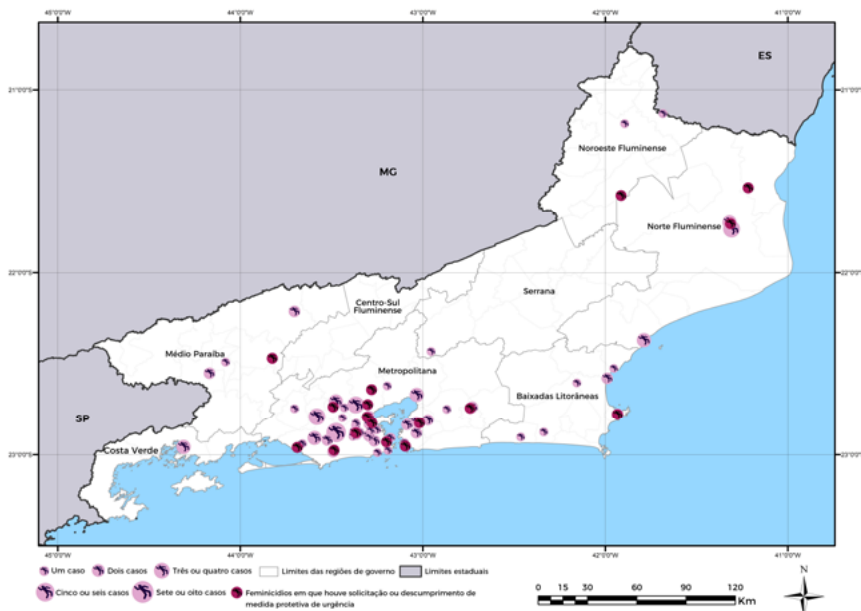 45°0'0"W
44°0'0"W
43°0'0"W
42°0'0"W
41°0'0"W
ES
21°0'0"S
21°0'0"S
Noroeste Fluminense
MG
Norte Fluminense
22°0'0"S
22°0'0"S
Serrana
Centro-Sul
Fluminense
Médio Paraíba
Metropolitana
Baixadas Litorâneas
SP
Costa Verde
23°0'0"S
23°0'0"S
45°0'0"W
44°0'0"W
43°0'0"W
42°0'0"W
41°0'0"W
Um caso
Dois casos
Três ou quatro casos
Limites das regiões de governo
Limites estaduais
Cinco ou seis casos
Sete ou oito casos
Feminicídios em que houve solicitação ou descumprimento de
medida protetiva de urgência
N
0 15 30 60 90 120
Km